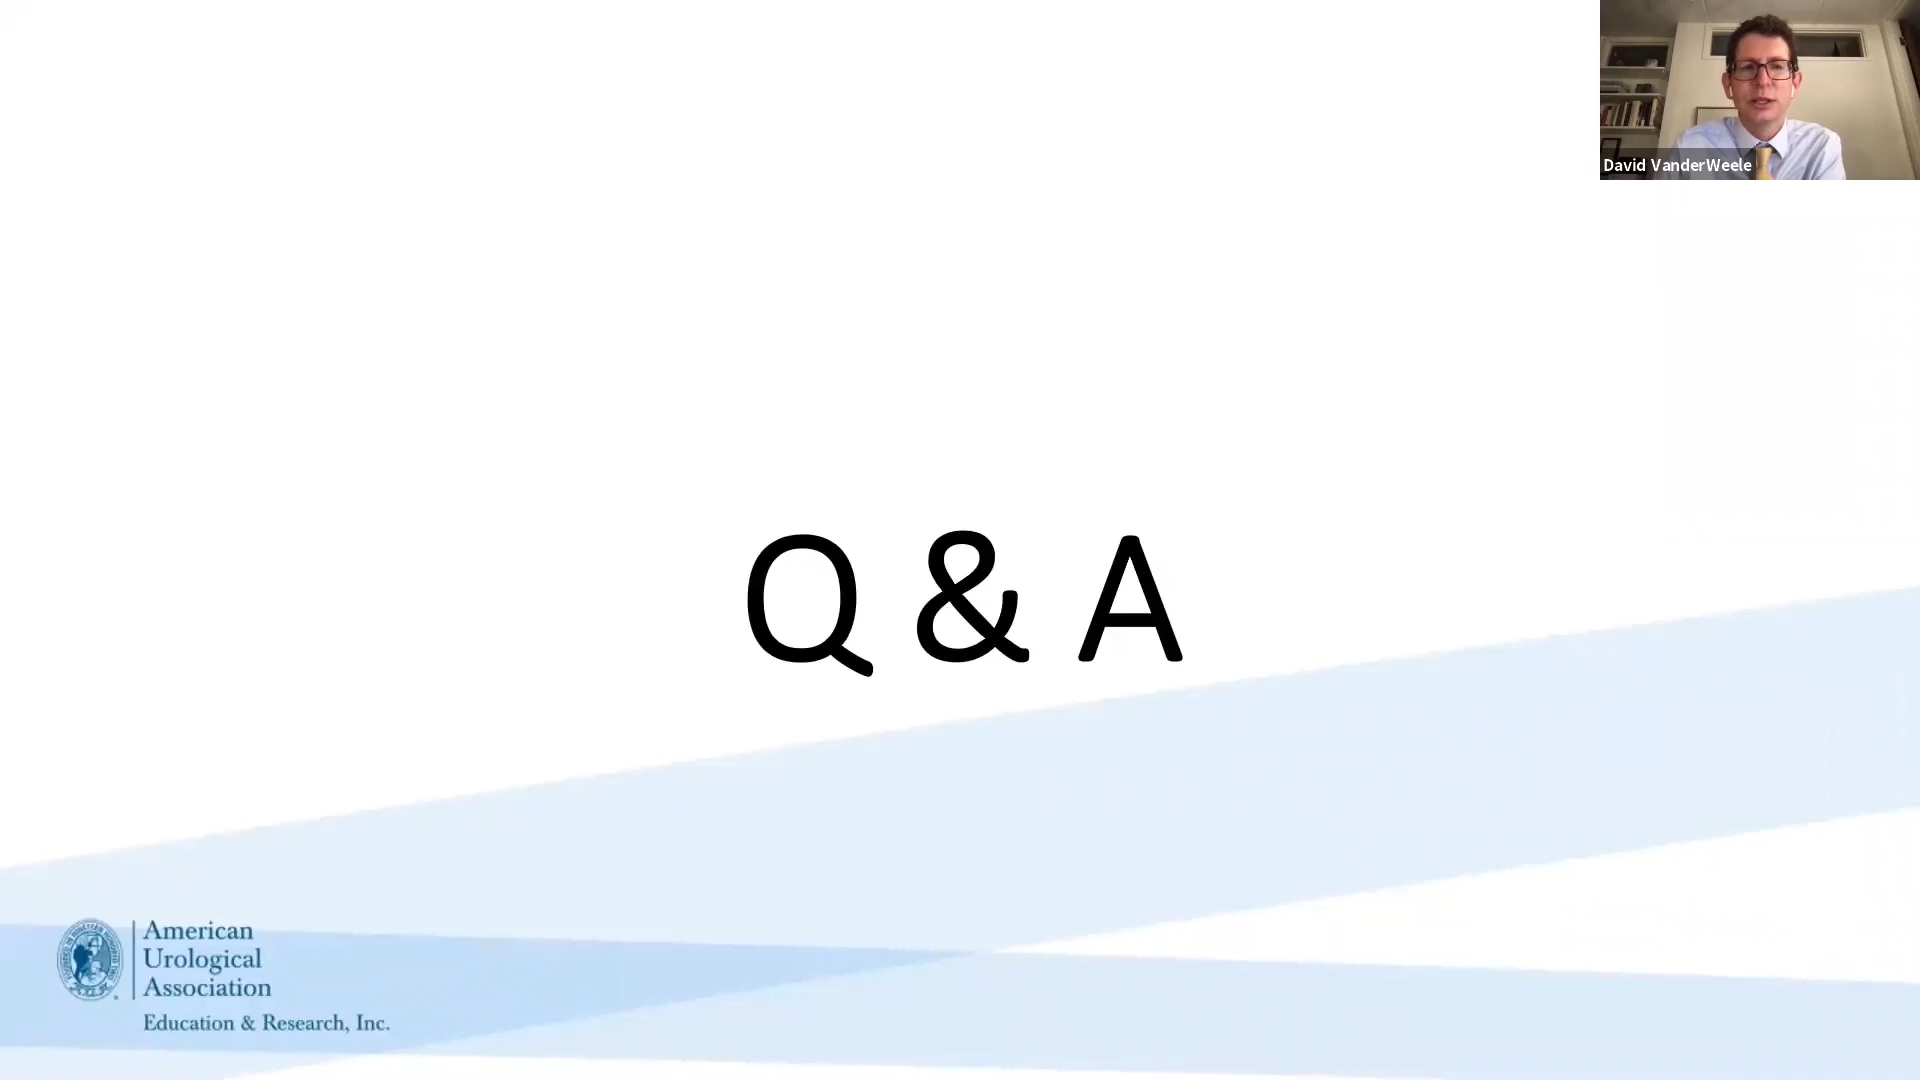 David VanderWeele
Q & A
American
Urological
Association
Education & Research, Inc.